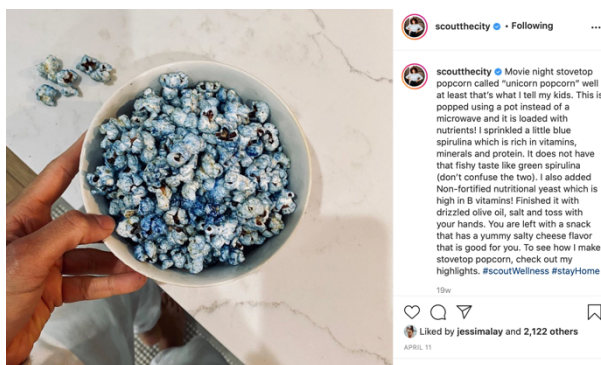 scoutthecity • Following
scoutthecity Movie night stovetop
popcorn called "unicorn popcorn" well
at least that's what I tell my kids. This is
popped using a pot instead of a
microwave and it is loaded with
nutrients! I sprinkled a little blue
spirulina which is rich in vitamins,
minerals and protein. It does not have
that fishy taste like green spirulina
(don't confuse the two). I also added
Non-fortified nutritional yeast which is
high in B vitamins! Finished it with
drizzled olive oil, salt and toss with
your hands. You are left with a snack
that has a yummy salty cheese flavor
that is good for you. To see how I make
stovetop popcorn, check out my
highlights. #scoutWellness #stayHome
19w
Liked by jessimalay and 2,122 others
APRIL 11